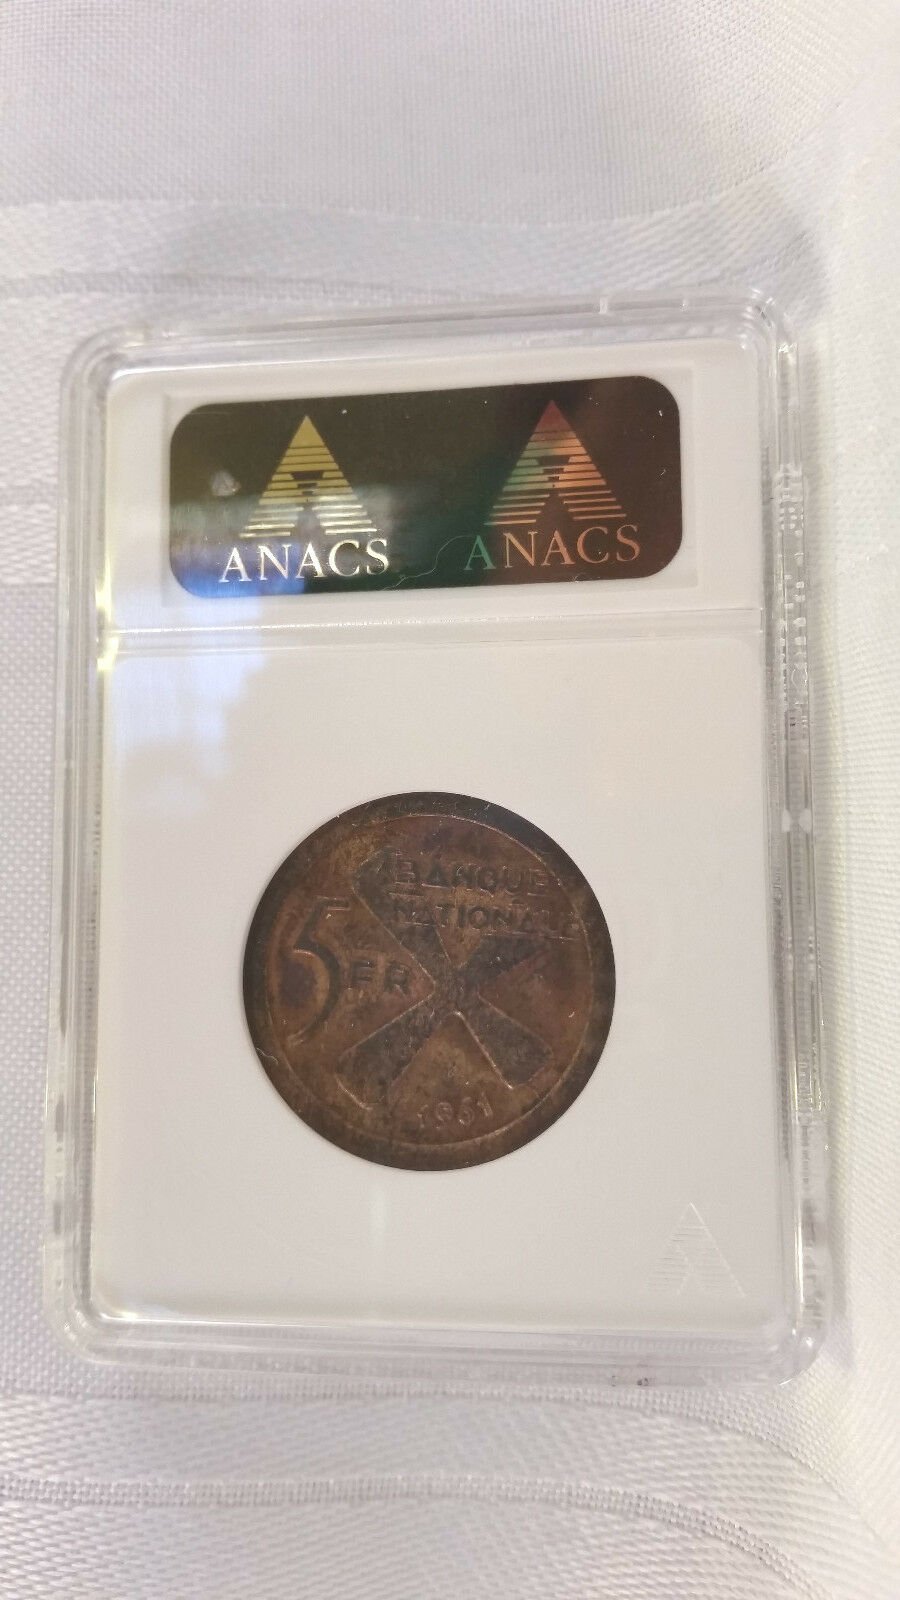 ANACS ANACS
BANQUE
NATIONALE
5 FR
1961